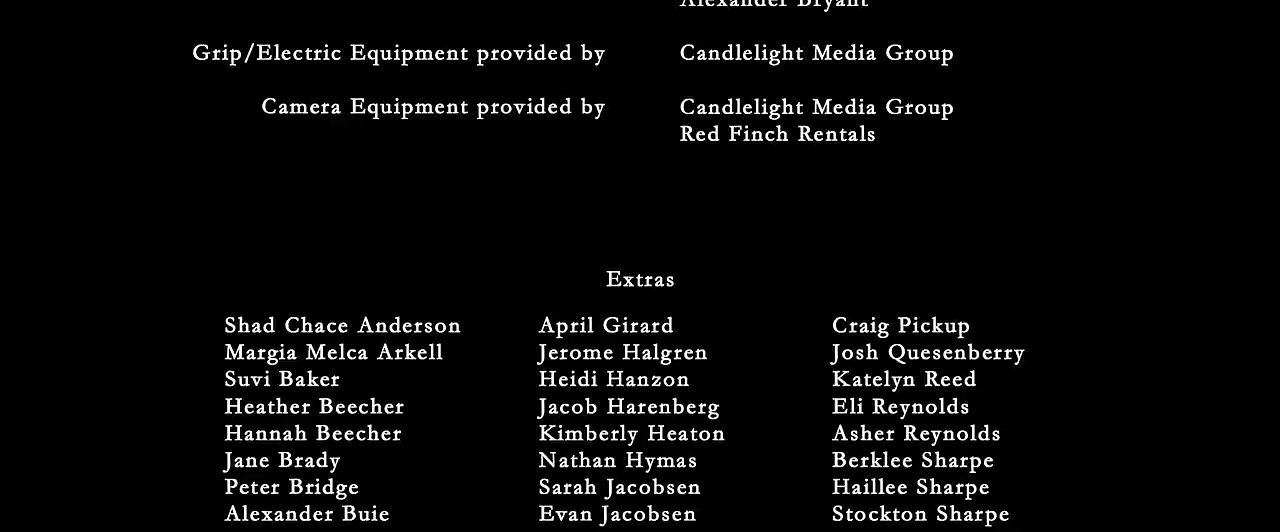 Alexander Bryant
Grip/Electric Equipment provided by Candlelight Media Group
Camera Equipment provided by Candlelight Media Group
Red Finch Rentals
Extras
Shad Chace Anderson April Girard Craig Pickup
Margia Melca Arkell Jerome Halgren Josh Quesenberry
Suvi Baker Heidi Hanzon Katelyn Reed
Heather Beecher Jacob Harenberg Eli Reynolds
Hannah Beecher Kimberly Heaton Asher Reynolds
Jane Brady Nathan Hymas Berklee Sharpe
Peter Bridge Sarah Jacobsen Haillee Sharpe
Alexander Buie Evan Jacobsen Stockton Sharpe